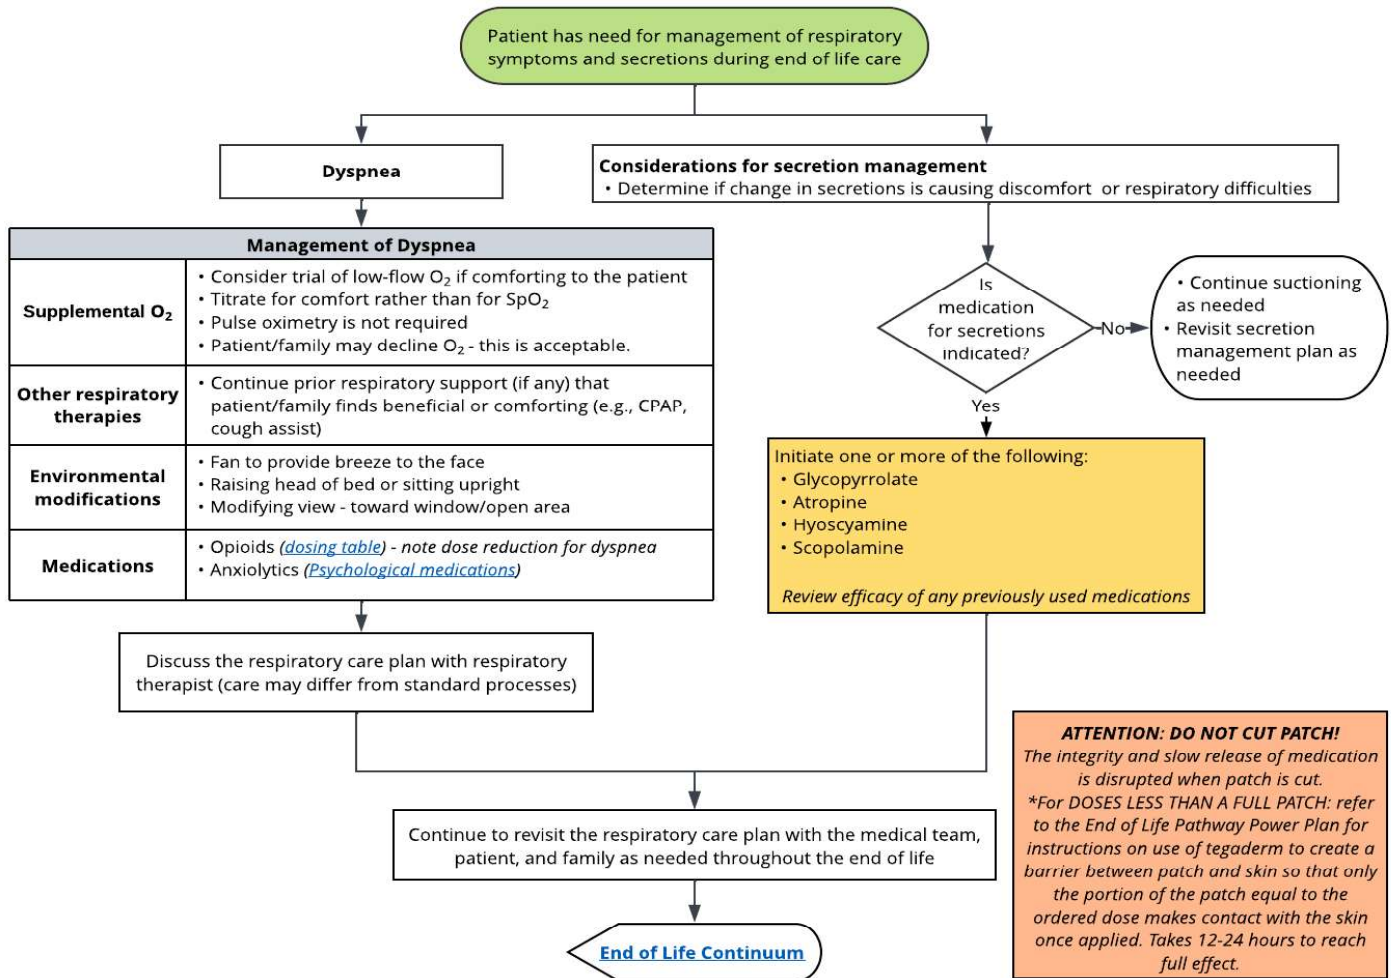 Patient has need for management of respiratory
symptoms and secretions during end of life care
Dyspnea
Considerations for secretion management
• Determine if change in secretions is causing discomfort or respiratory difficulties
Management of Dyspnea
Supplemental O₂
• Consider trial of low-flow O₂ if comforting to the patient
• Titrate for comfort rather than for SpO₂
• Pulse oximetry is not required
• Patient/family may decline O₂ - this is acceptable.
Other respiratory
therapies
• Continue prior respiratory support (if any) that
patient/family finds beneficial or comforting (e.g., CPAP,
cough assist)
Environmental
modifications
• Fan to provide breeze to the face
• Raising head of bed or sitting upright
• Modifying view - toward window/open area
Medications
• Opioids (dosing table) - note dose reduction for dyspnea
• Anxiolytics (Psychological medications)
Discuss the respiratory care plan with respiratory
therapist (care may differ from standard processes)
Is
medication
for secretions
indicated?
No
• Continue suctioning
as needed
• Revisit secretion
management plan as
needed
Yes
Initiate one or more of the following:
• Glycopyrrolate
• Atropine
• Hyoscyamine
• Scopolamine
Review efficacy of any previously used medications
Continue to revisit the respiratory care plan with the medical team,
patient, and family as needed throughout the end of life
End of Life Continuum
ATTENTION: DO NOT CUT PATCH!
The integrity and slow release of medication
is disrupted when patch is cut.
*For DOSES LESS THAN A FULL PATCH: refer
to the End of Life Pathway Power Plan for
instructions on use of tegaderm to create a
barrier between patch and skin so that only
the portion of the patch equal to the
ordered dose makes contact with the skin
once applied. Takes 12-24 hours to reach
full effect.